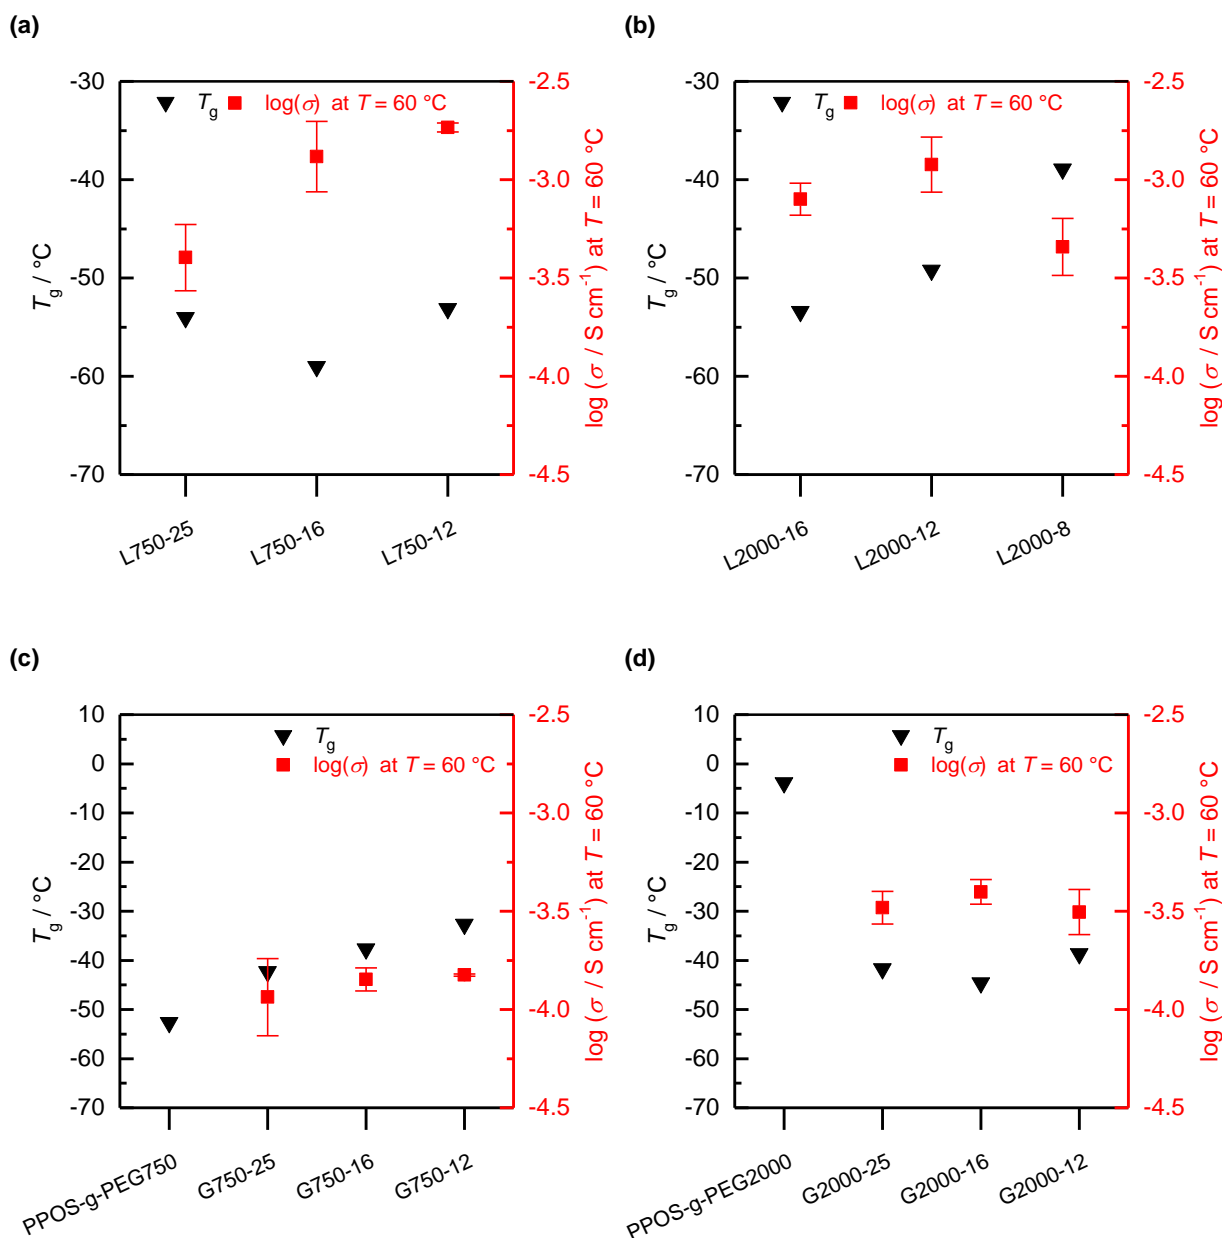 (a)
-30
-40
-50
-60
-70
Tg / °C
Tg log(σ) at T = 60 °C
-2.5
-3.0
-3.5
-4.0
-4.5
log (σ / S cm⁻¹) at T = 60 °C
L750-25
L750-16
L750-12
(b)
-30
-40
-50
-60
-70
Tg / °C
Tg log(σ) at T = 60 °C
-2.5
-3.0
-3.5
-4.0
-4.5
log (σ / S cm⁻¹) at T = 60 °C
L2000-16
L2000-12
L2000-8
(c)
10
0
-10
-20
-30
-40
-50
-60
-70
Tg / °C
Tg
log(σ) at T = 60 °C
-2.5
-3.0
-3.5
-4.0
-4.5
log (σ / S cm⁻¹) at T = 60 °C
PPOS-g-PEG750
G750-25
G750-16
G750-12
(d)
10
0
-10
-20
-30
-40
-50
-60
-70
Tg / °C
Tg
log(σ) at T = 60 °C
-2.5
-3.0
-3.5
-4.0
-4.5
log (σ / S cm⁻¹) at T = 60 °C
PPOS-g-PEG2000
G2000-25
G2000-16
G2000-12